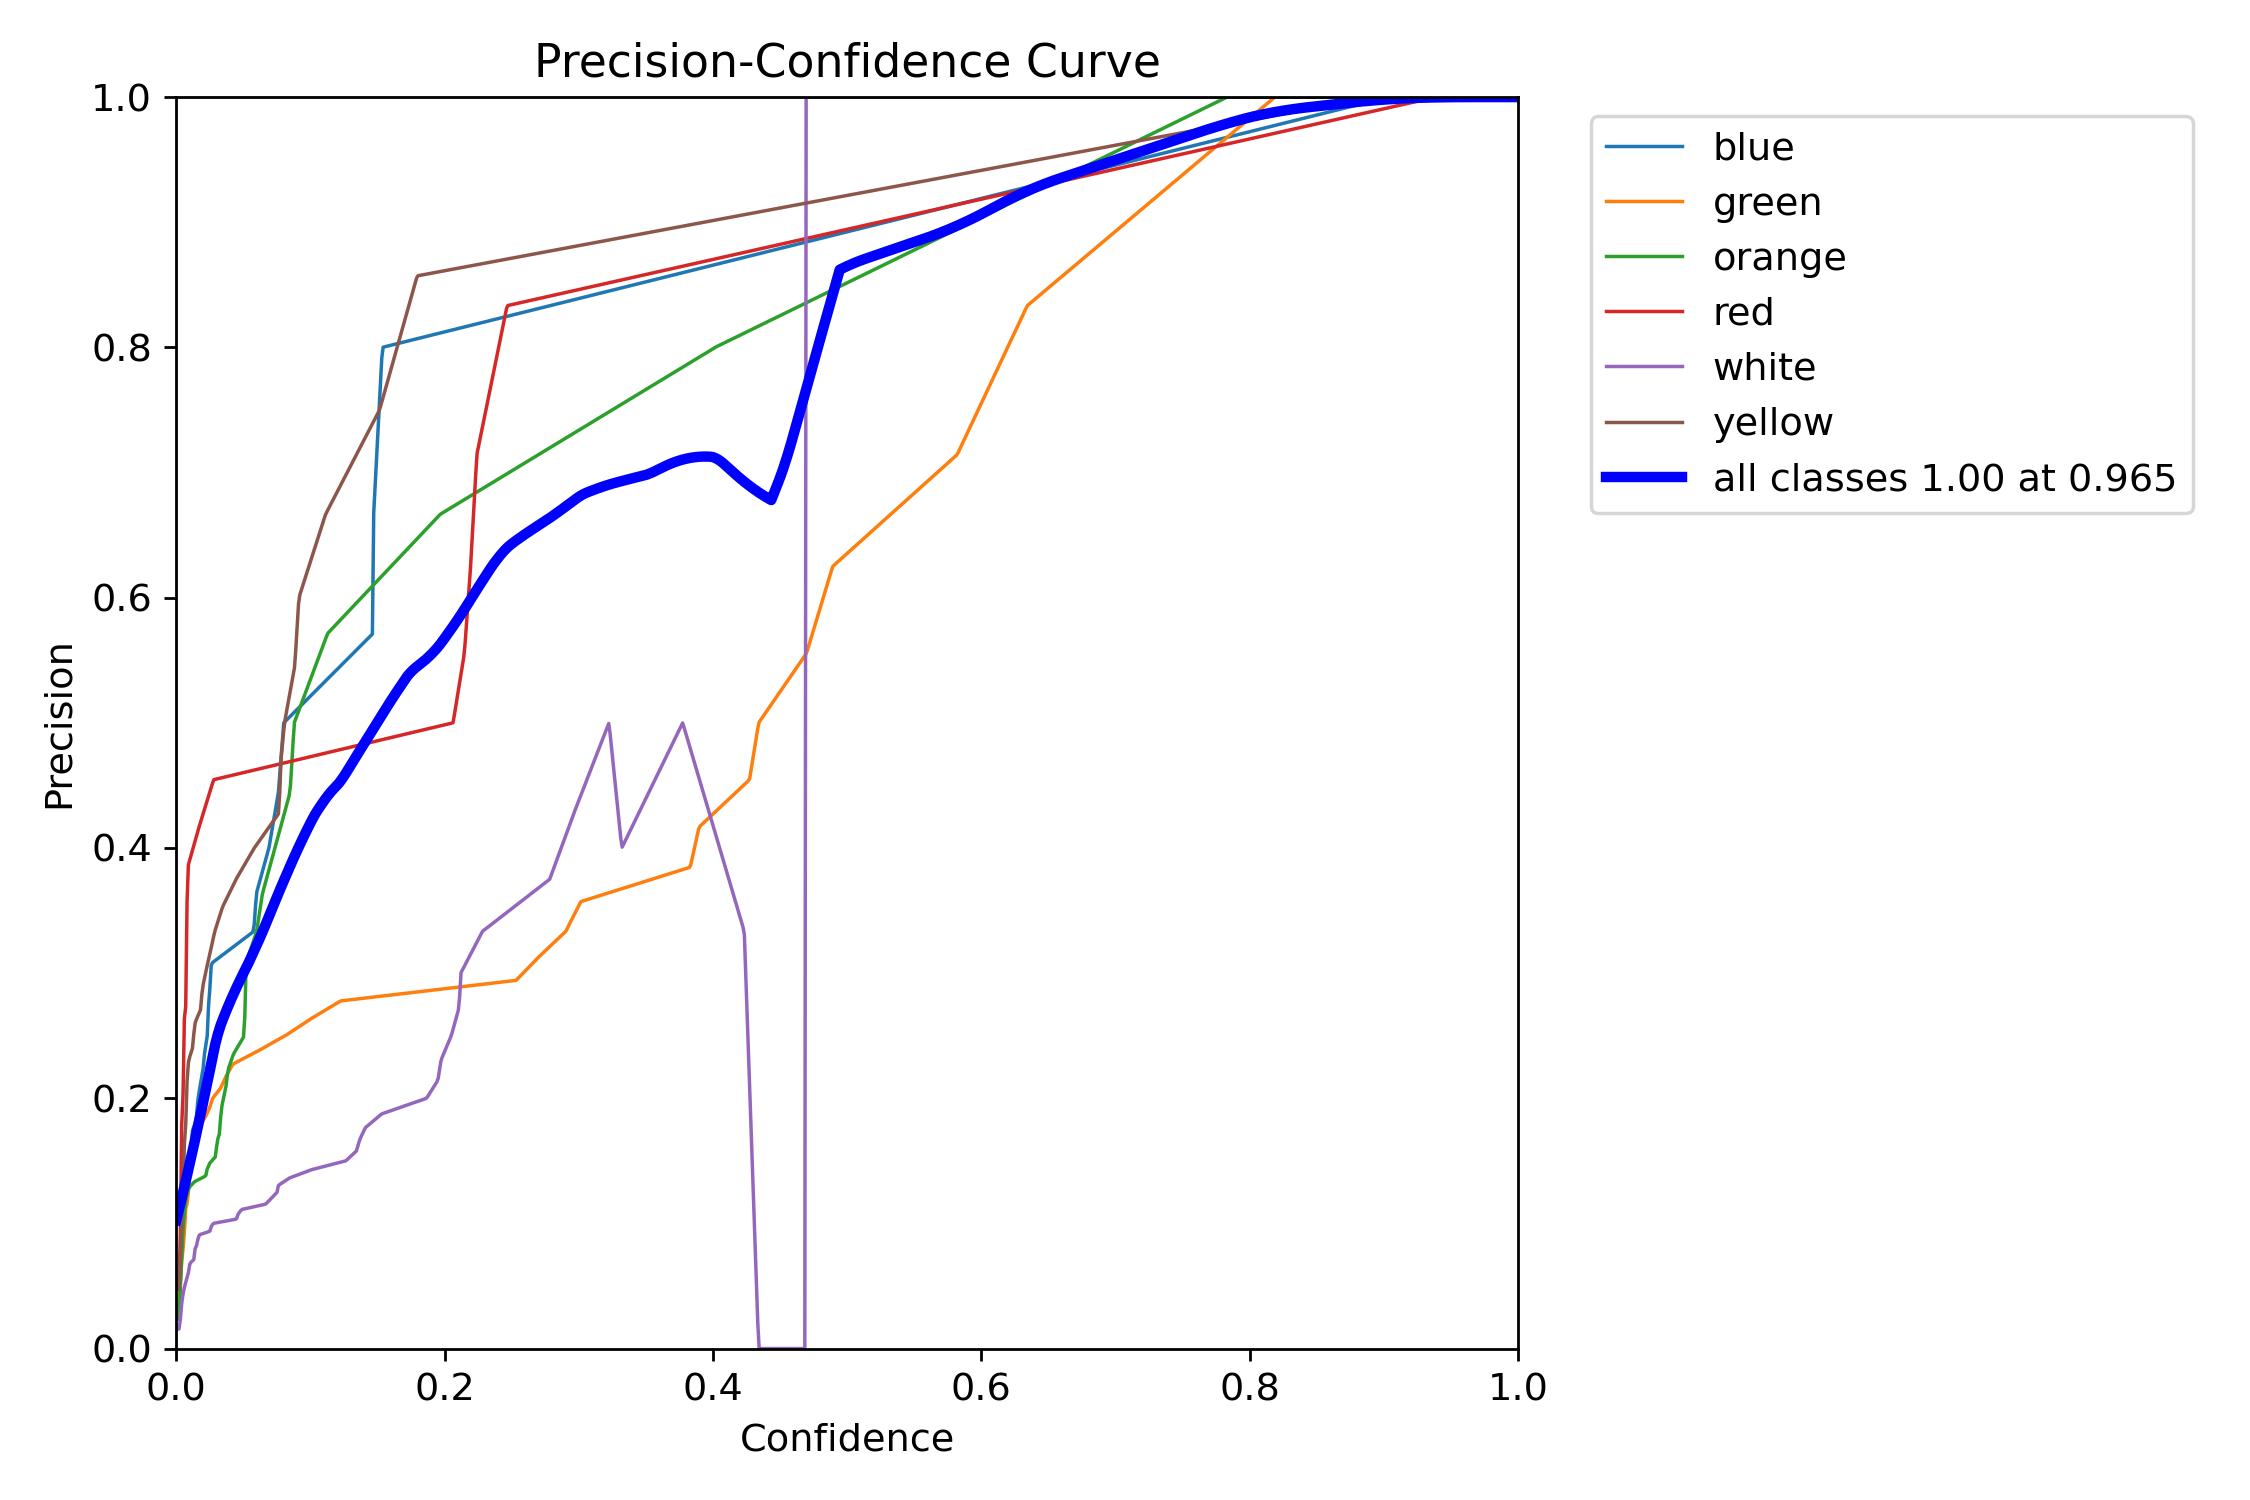 Precision-Confidence Curve
1.0
0.8
0.6
0.4
0.2
0.0
Precision
0.0 0.2 0.4 0.6 0.8 1.0
Confidence
blue
green
orange
red
white
yellow
all classes 1.00 at 0.965